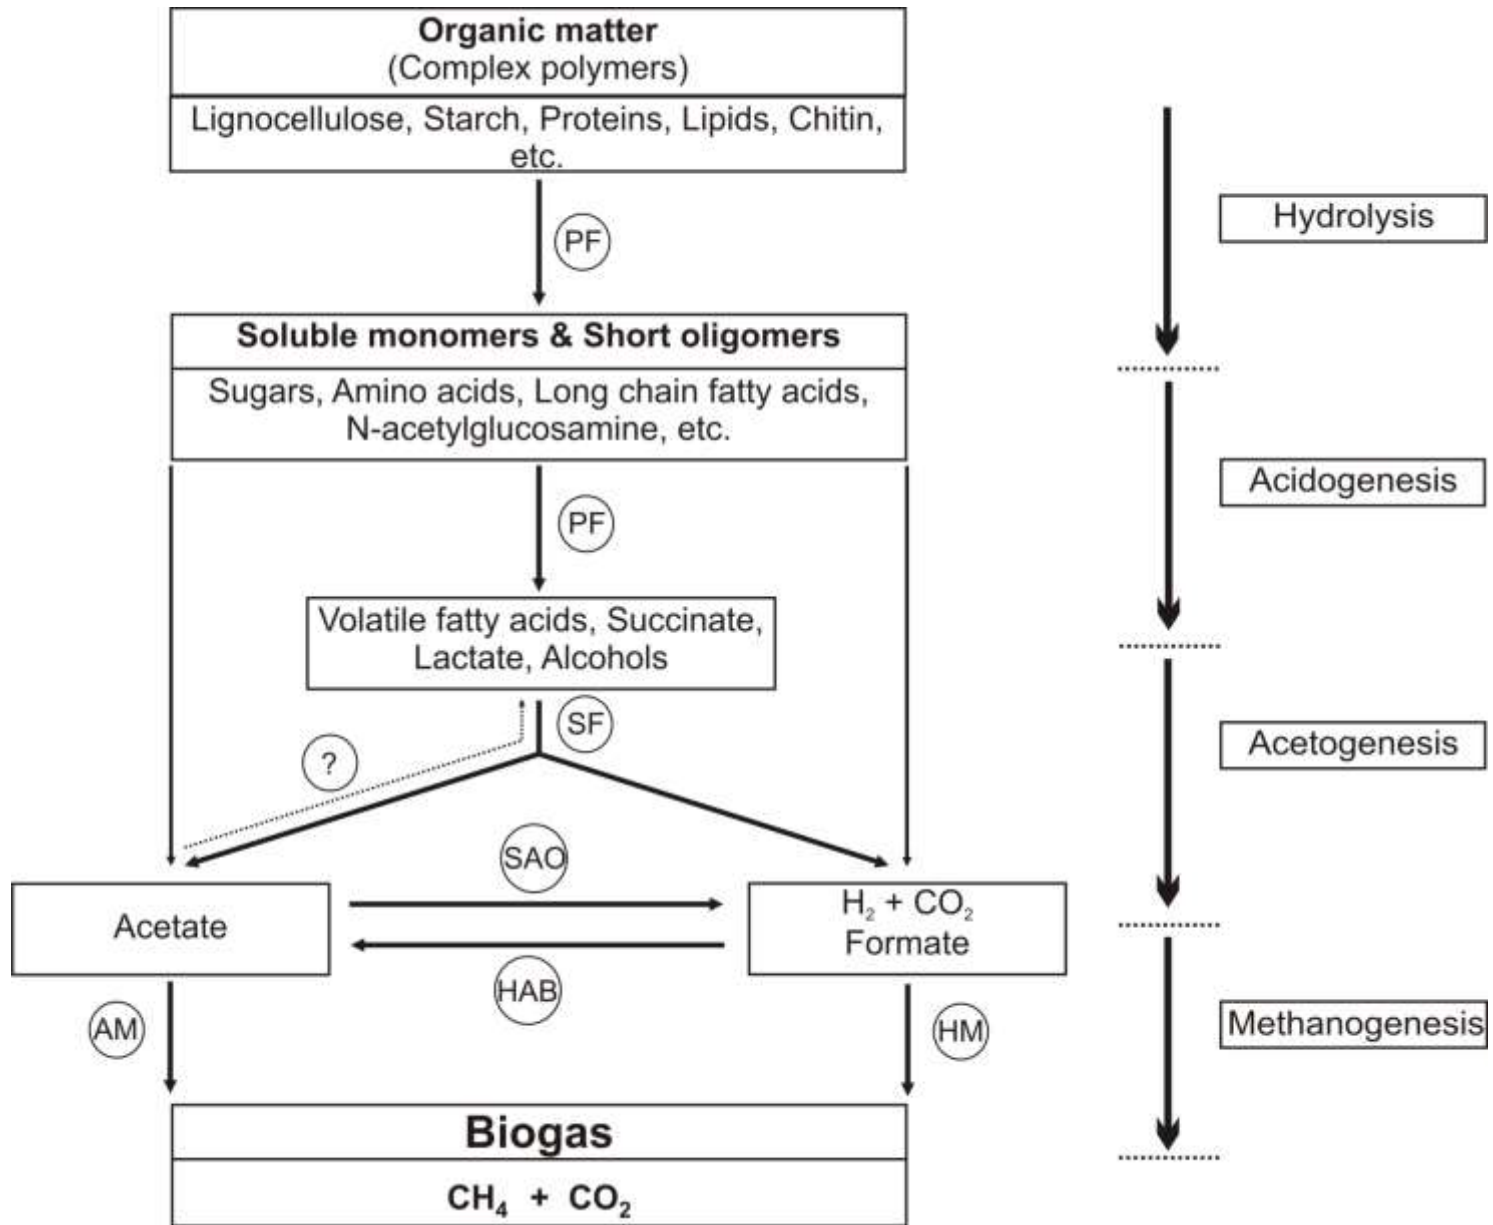 Organic matter
(Complex polymers)
Lignocellulose, Starch, Proteins, Lipids, Chitin,
etc.
Hydrolysis
PF
Soluble monomers & Short oligomers
Sugars, Amino acids, Long chain fatty acids,
N-acetylglucosamine, etc.
Acidogenesis
PF
Volatile fatty acids, Succinate,
Lactate, Alcohols
SF
Acetogenesis
?
SAO
Acetate
H₂ + CO₂
Formate
HAB
AM
HM
Methanogenesis
Biogas
CH₄ + CO₂